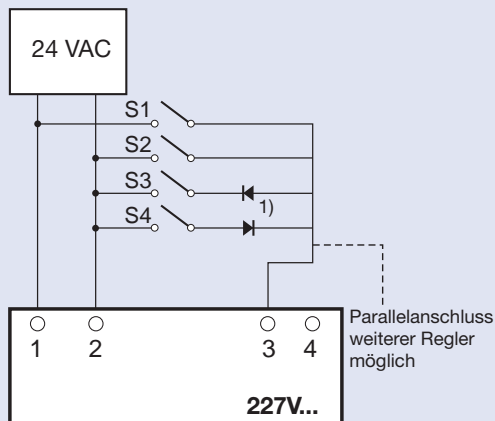 24 VAC
S1
S2
S3
1)
S4
Parallelanschluss
weiterer Regler
möglich
1 2 3 4
227V...